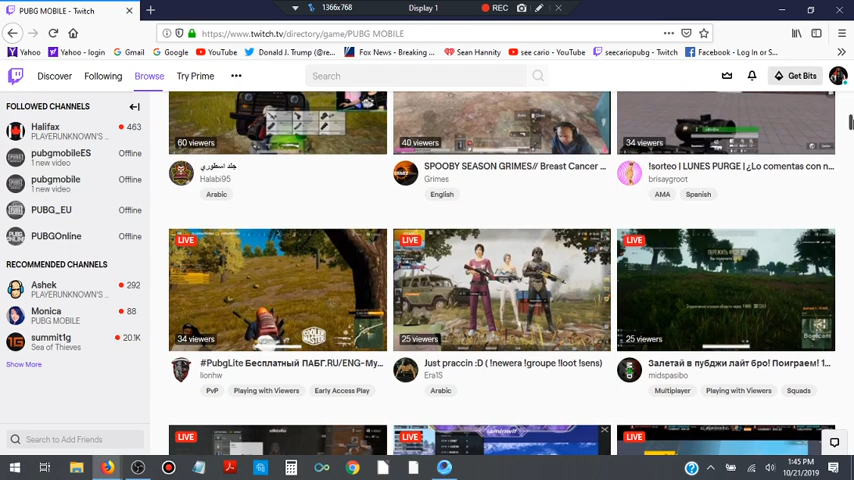 PUBG MOBILE - Twitch
1366x768
Display 1
REC
https://www.twitch.tv/directory/game/PUBG MOBILE
Yahoo
Yahoo - login
Gmail
Google
YouTube
Donald J. Trump (@re...
Fox News - Breaking ...
Sean Hannity
see cario - YouTube
seecariopubg - Twitch
Facebook - Log In or S...
Discover
Following
Browse
Try Prime
Search
Get Bits
FOLLOWED CHANNELS
Halifax
PLAYERUNKNOWN'S ...
463
pubgmobileES
1 new video
Offline
pubgmobile
1 new video
Offline
PUBG_EU
Offline
PUBGOnline
Offline
RECOMMENDED CHANNELS
Ashek
PLAYERUNKNOWN'S ...
292
Monica
PUBG MOBILE
88
summit1g
Sea of Thieves
20.1K
Show More
Search to Add Friends
60 viewers
40 viewers
34 viewers
جلد اسطوري
Halabi95
Arabic
SPOOBY SEASON GRIMES// Breast Cancer ...
Grimes
English
!sorteo | LUNES PURGE | ¿Lo comentas con n...
brisaygroot
AMA
Spanish
LIVE
34 viewers
COOLER
MASTER
LIVE
25 viewers
LIVE
25 viewers
#PubgLite Бесплатный ПАБГ.RU/ENG-My...
lionhw
PvP
Playing with Viewers
Early Access Play
Just praccin :D ( !newera !groupe !loot !sens)
Era1S
Arabic
Залетай в пубджи лайт бро! Поиграем! 1...
midspasibo
Multiplayer
Playing with Viewers
Squads
LIVE
LIVE
LIVE
1:45 PM
10/21/2019